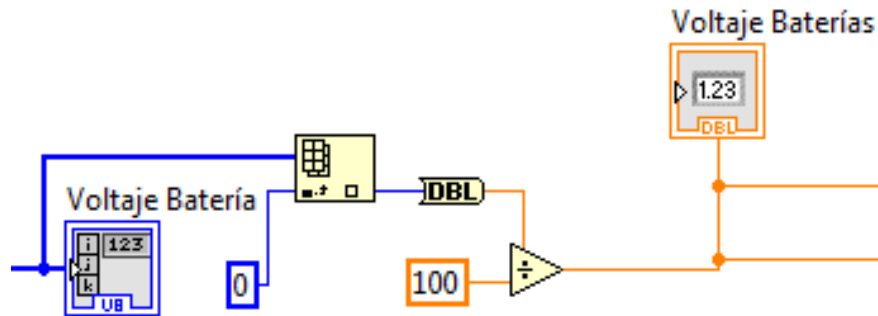 Voltaje Baterías
1.23
DBL
DBL
Voltaje Batería
i
123
j
k
U8
0
100
÷